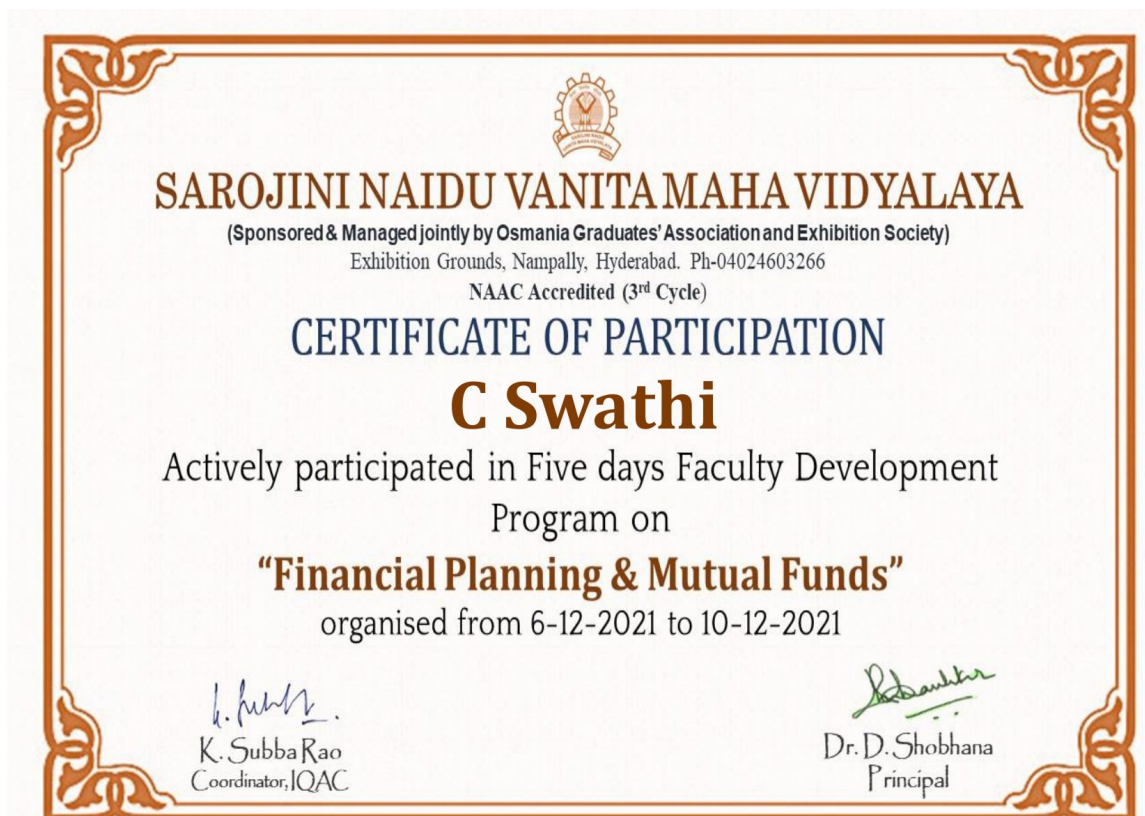 SAROJINI NAIDU VANITA MAHA VIDYALAYA
(Sponsored & Managed jointly by Osmania Graduates' Association and Exhibition Society)
Exhibition Grounds, Nampally, Hyderabad. Ph-04024603266
NAAC Accredited (3rd Cycle)
CERTIFICATE OF PARTICIPATION
C Swathi
Actively participated in Five days Faculty Development
Program on
“Financial Planning & Mutual Funds”
organised from 6-12-2021 to 10-12-2021
K. Subba Rao
Coordinator, IQAC
Dr. D. Shobhana
Principal